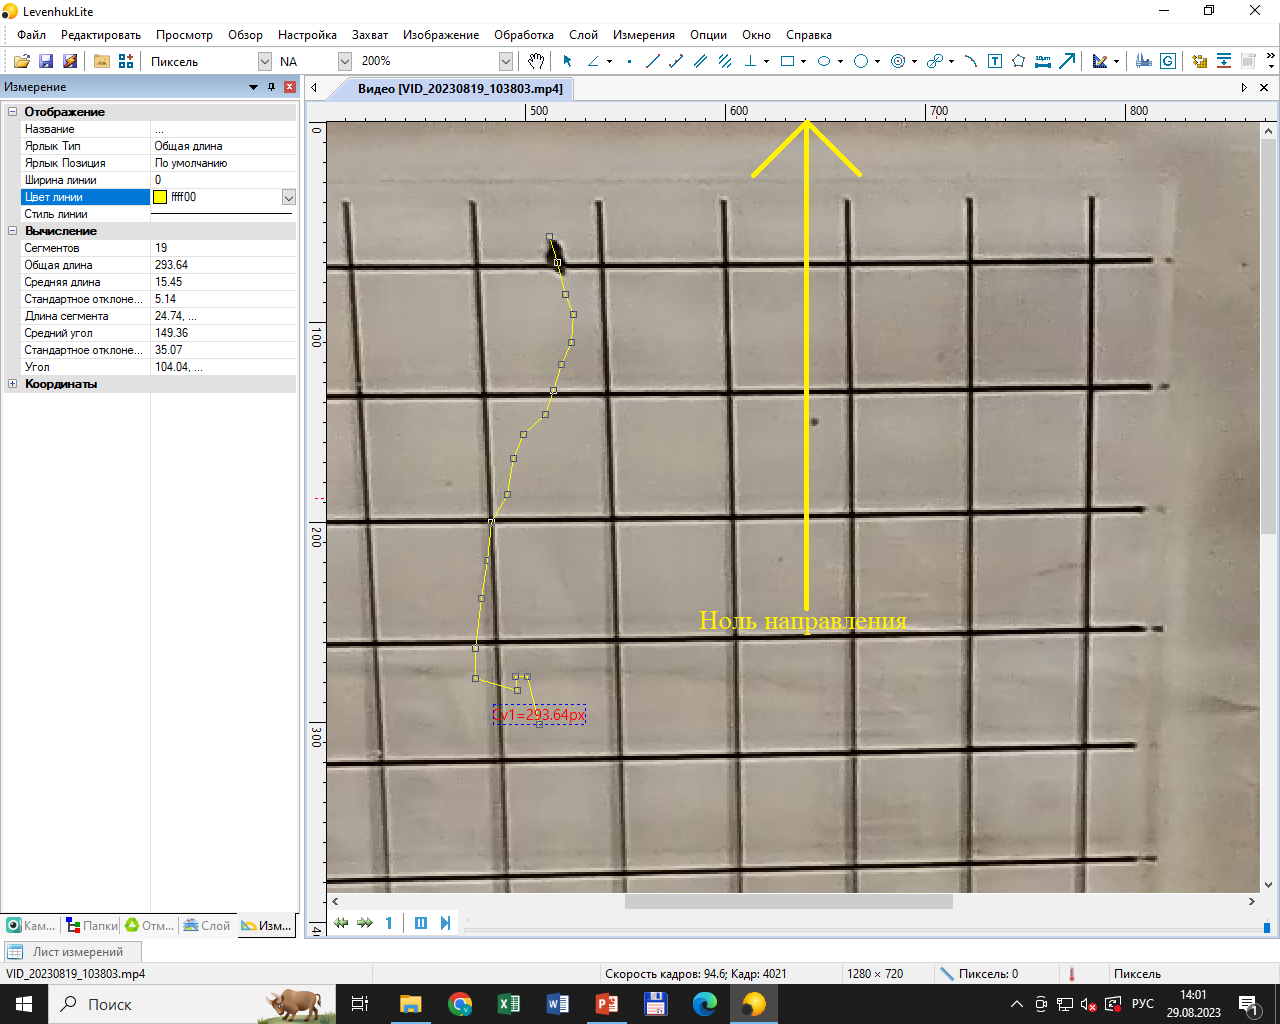 LevenhukLite
Файл Редактировать Просмотр Обзор Настройка Захват Изображение Обработка Слой Измерения Опции Окно Справка
Пиксель NA 200%
Измерение
Видео [VID_20230819_103803.mp4]
Отображение
Название ...
Ярлык Тип Общая длина
Ярлык Позиция По умолчанию
Ширина линии 0
Цвет линии ffff00
Стиль линии
Вычисление
Сегментов 19
Общая длина 293.64
Средняя длина 15.45
Стандартное отклоне... 5.14
Длина сегмента 24.74, ...
Средний угол 149.36
Стандартное отклоне... 35.07
Угол 104.04, ...
Координаты
500 600 700 800
0
100
200
300
Ноль направления
Cv1=293.64px
1
Кам... Папки Отм... Слой Изм...
Лист измерений
VID_20230819_103803.mp4 Скорость кадров: 94.6; Кадр: 4021 1280 × 720 Пиксель: 0 Пиксель
Поиск
РУС
14:01
29.08.2023
1